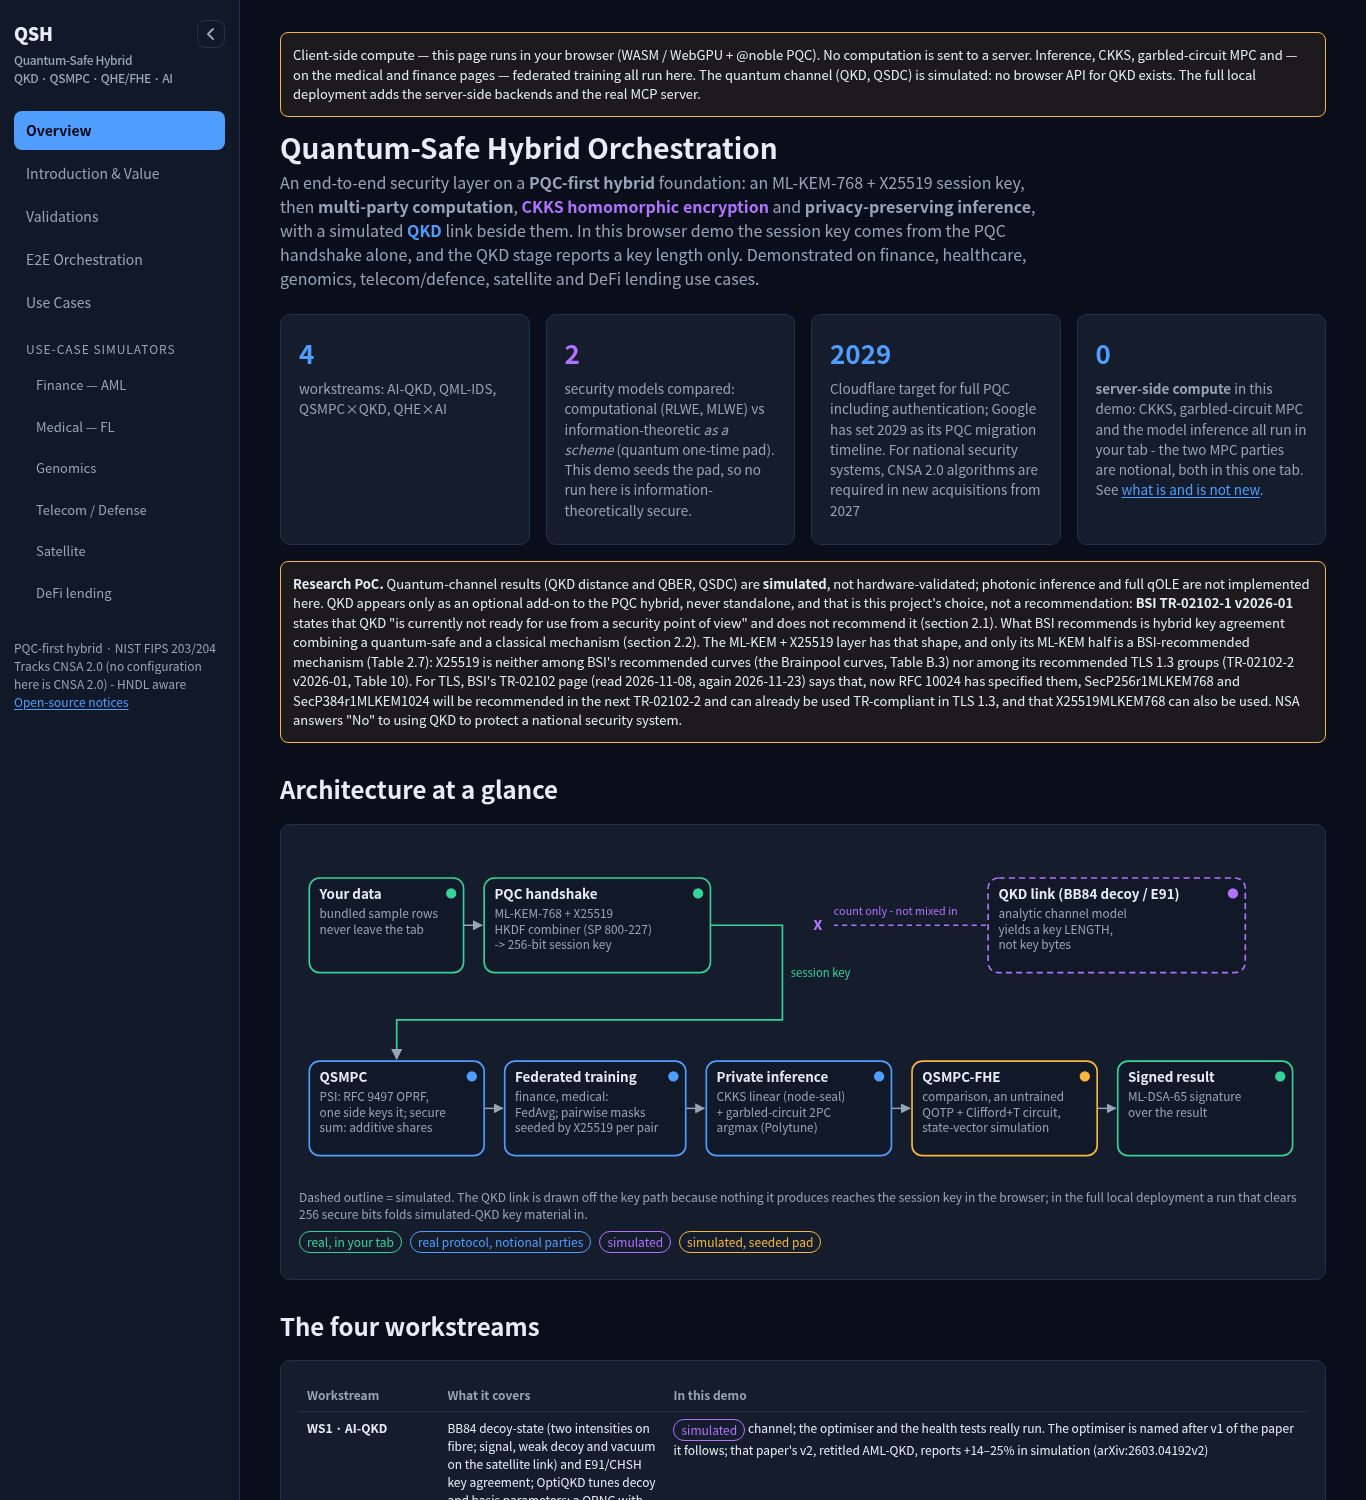 QSH
Quantum-Safe Hybrid
QKD · QSMPC · QHE/FHE · AI
Overview
Introduction & Value
Validations
E2E Orchestration
Use Cases
USE-CASE SIMULATORS
Finance — AML
Medical — FL
Genomics
Telecom / Defense
Satellite
DeFi lending
PQC-first hybrid · NIST FIPS 203/204
Tracks CNSA 2.0 (no configuration
here is CNSA 2.0) - HNDL aware
Open-source notices
Client-side compute — this page runs in your browser (WASM / WebGPU + @noble PQC). No computation is sent to a server. Inference, CKKS, garbled-circuit MPC and —
on the medical and finance pages — federated training all run here. The quantum channel (QKD, QSDC) is simulated: no browser API for QKD exists. The full local
deployment adds the server-side backends and the real MCP server.
Quantum-Safe Hybrid Orchestration
An end-to-end security layer on a PQC-first hybrid foundation: an ML-KEM-768 + X25519 session key,
then multi-party computation, CKKS homomorphic encryption and privacy-preserving inference,
with a simulated QKD link beside them. In this browser demo the session key comes from the PQC
handshake alone, and the QKD stage reports a key length only. Demonstrated on finance, healthcare,
genomics, telecom/defence, satellite and DeFi lending use cases.
4
workstreams: AI-QKD, QML-IDS,
QSMPC×QKD, QHE×AI
2
security models compared:
computational (RLWE, MLWE) vs
information-theoretic as a
scheme (quantum one-time pad).
This demo seeds the pad, so no
run here is information-
theoretically secure.
2029
Cloudflare target for full PQC
including authentication; Google
has set 2029 as its PQC migration
timeline. For national security
systems, CNSA 2.0 algorithms are
required in new acquisitions from
2027
0
server-side compute in this
demo: CKKS, garbled-circuit MPC
and the model inference all run in
your tab - the two MPC parties
are notional, both in this one tab.
See what is and is not new.
Research PoC. Quantum-channel results (QKD distance and QBER, QSDC) are simulated, not hardware-validated; photonic inference and full qOLE are not implemented
here. QKD appears only as an optional add-on to the PQC hybrid, never standalone, and that is this project's choice, not a recommendation: BSI TR-02102-1 v2026-01
states that QKD "is currently not ready for use from a security point of view" and does not recommend it (section 2.1). What BSI recommends is hybrid key agreement
combining a quantum-safe and a classical mechanism (section 2.2). The ML-KEM + X25519 layer has that shape, and only its ML-KEM half is a BSI-recommended
mechanism (Table 2.7): X25519 is neither among BSI's recommended curves (the Brainpool curves, Table B.3) nor among its recommended TLS 1.3 groups (TR-02102-2
v2026-01, Table 10). For TLS, BSI's TR-02102 page (read 2026-11-08, again 2026-11-23) says that, now RFC 10024 has specified them, SecP256r1MLKEM768 and
SecP384r1MLKEM1024 will be recommended in the next TR-02102-2 and can already be used TR-compliant in TLS 1.3, and that X25519MLKEM768 can also be used. NSA
answers "No" to using QKD to protect a national security system.
Architecture at a glance
Your data
bundled sample rows
never leave the tab
PQC handshake
ML-KEM-768 + X25519
HKDF combiner (SP 800-227)
-> 256-bit session key
X
count only - not mixed in
QKD link (BB84 decoy / E91)
analytic channel model
yields a key LENGTH,
not key bytes
session key
QSMPC
PSI: RFC 9497 OPRF,
one side keys it; secure
sum: additive shares
Federated training
finance, medical:
FedAvg; pairwise masks
seeded by X25519 per pair
Private inference
CKKS linear (node-seal)
+ garbled-circuit 2PC
argmax (Polytune)
QSMPC-FHE
comparison, an untrained
QOTP + Clifford+T circuit,
state-vector simulation
Signed result
ML-DSA-65 signature
over the result
Dashed outline = simulated. The QKD link is drawn off the key path because nothing it produces reaches the session key in the browser; in the full local deployment a run that clears
256 secure bits folds simulated-QKD key material in.
real, in your tab
real protocol, notional parties
simulated
simulated, seeded pad
The four workstreams
Workstream
What it covers
In this demo
WS1 · AI-QKD
BB84 decoy-state (two intensities on
fibre; signal, weak decoy and vacuum
on the satellite link) and E91/CHSH
key agreement; OptiQKD tunes decoy
and basis parameters; a QRNG with
simulated channel; the optimiser and the health tests really run. The optimiser is named after v1 of the paper
it follows; that paper's v2, retitled AML-QKD, reports +14–25% in simulation (arXiv:2603.04192v2)